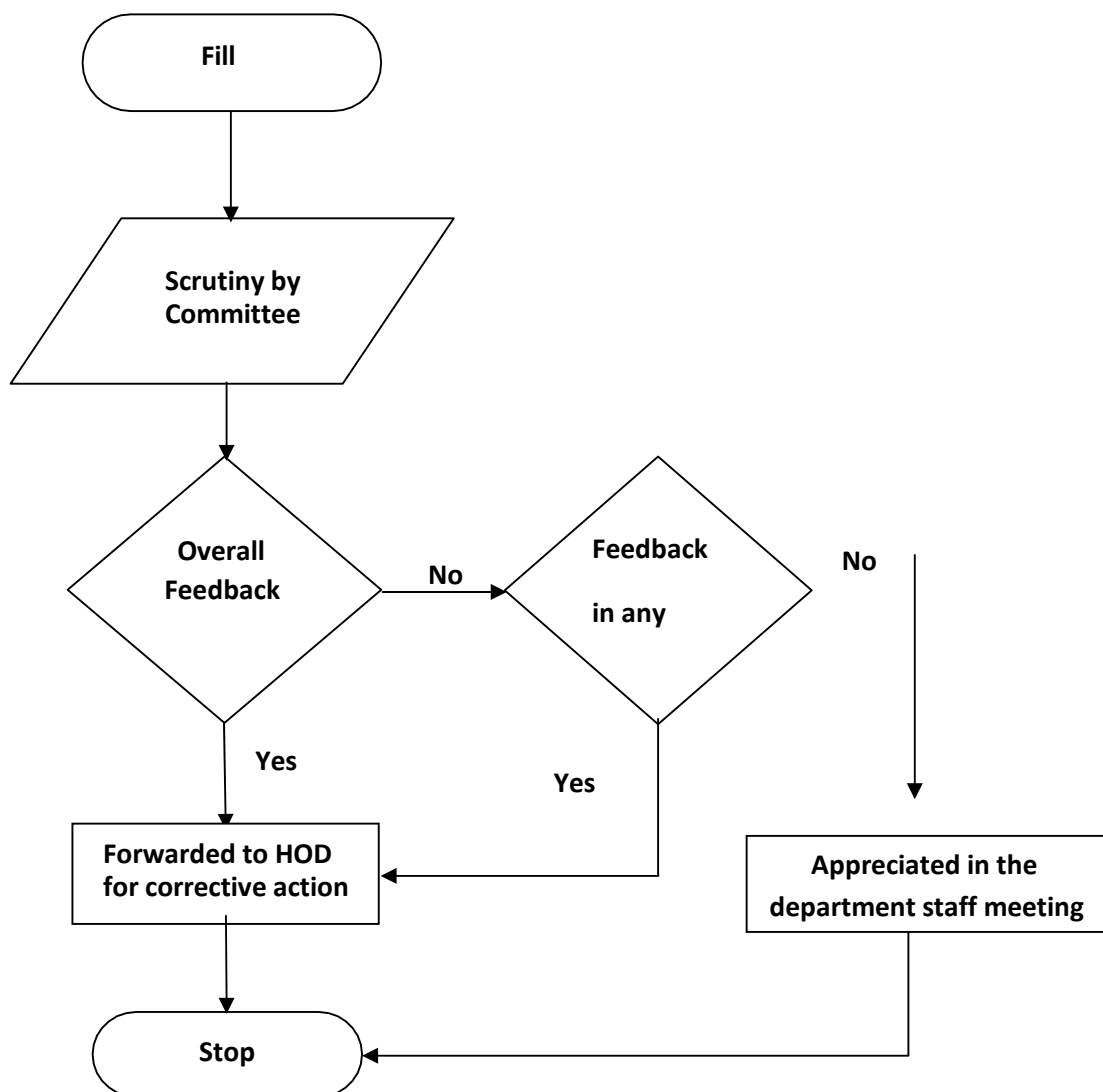 Fill
Scrutiny by
Committee
Overall
Feedback
No
Feedback
in any
No
Yes
Yes
Forwarded to HOD
for corrective action
Appreciated in the
department staff meeting
Stop